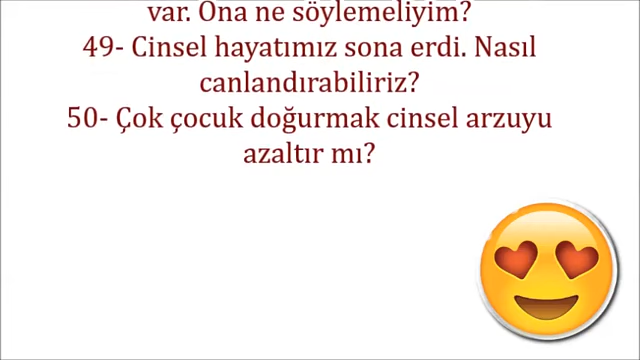 var. Ona ne söylemeliyim?
49- Cinsel hayatımız sona erdi. Nasıl
canlandırabiliriz?
50- Çok çocuk doğurmak cinsel arzuyu
azaltır mı?